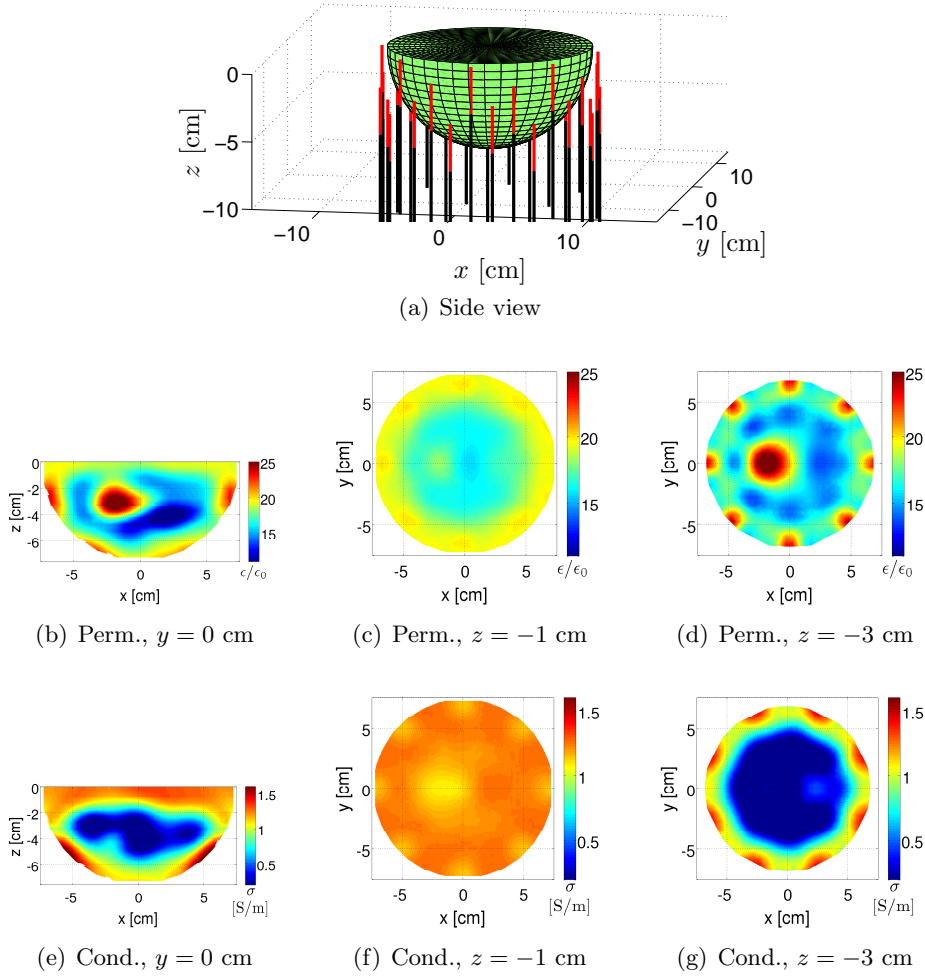 0
−5
−10
z [cm]
−10
0
10
x [cm]
10
0
−10
y [cm]
(a) Side view
0
-2
-4
-6
z [cm]
-5
0
5
x [cm]
25
20
15
ϵ/ϵ0
(b) Perm., y = 0 cm
5
0
-5
y [cm]
-5
0
5
x [cm]
25
20
15
ϵ/ϵ0
(c) Perm., z = −1 cm
5
0
-5
y [cm]
-5
0
5
x [cm]
25
20
15
ϵ/ϵ0
(d) Perm., z = −3 cm
0
-2
-4
-6
z [cm]
-5
0
5
x [cm]
1.5
1
0.5
σ
[S/m]
(e) Cond., y = 0 cm
5
0
-5
y [cm]
-5
0
5
x [cm]
1.5
1
0.5
σ
[S/m]
(f) Cond., z = −1 cm
5
0
-5
y [cm]
-5
0
5
x [cm]
1.5
1
0.5
σ
[S/m]
(g) Cond., z = −3 cm